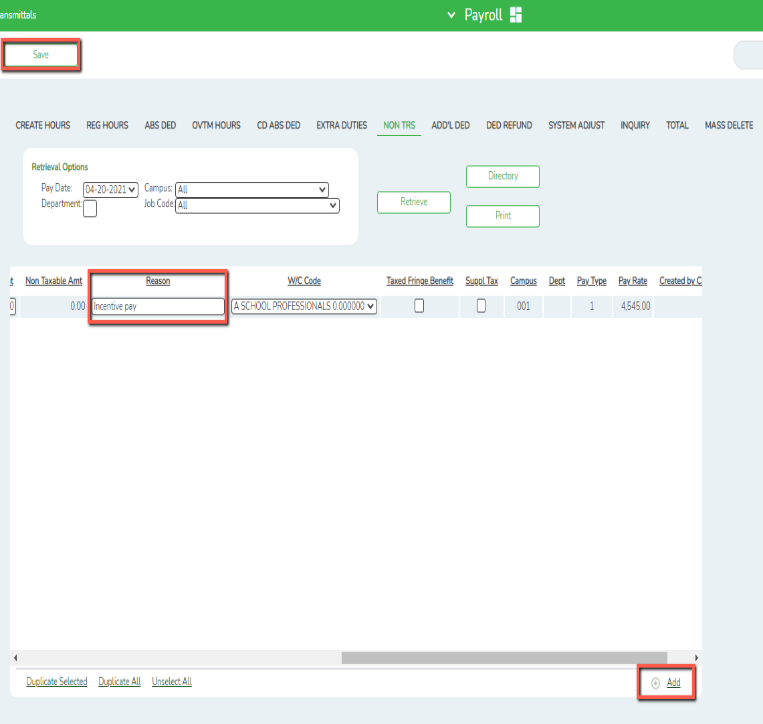 ansmittals
Payroll
Save
CREATE HOURS REG HOURS ABS DED OVTM HOURS CD ABS DED EXTRA DUTIES NON TRS ADD'L DED DED REFUND SYSTEM ADJUST INQUIRY TOTAL MASS DELETE
Retrieval Options
Pay Date: 04-20-2021 Campus: All
Department: Job Code: All
Retrieve
Directory
Print
t Non Taxable Amt Reason W/C Code Taxed Fringe Benefit Suppl Tax Campus Dept Pay Type Pay Rate Created by C
0 0.00 Incentive pay A SCHOOL PROFESSIONALS 0.000000 001 1 4,545.00
Duplicate Selected Duplicate All Unselect All Add